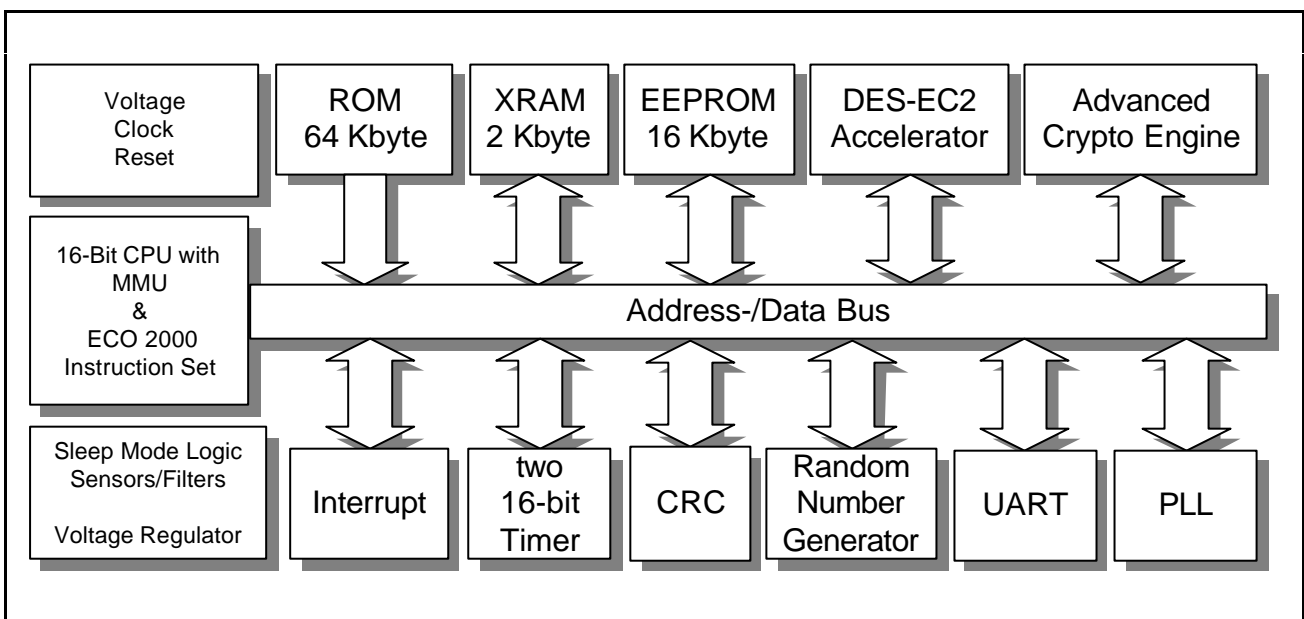 Voltage
Clock
Reset
ROM
64 Kbyte
XRAM
2 Kbyte
EEPROM
16 Kbyte
DES-EC2
Accelerator
Advanced
Crypto Engine
16-Bit CPU with
MMU
&
ECO 2000
Instruction Set
Address-/Data Bus
Sleep Mode Logic
Sensors/Filters
Voltage Regulator
Interrupt
two
16-bit
Timer
CRC
Random
Number
Generator
UART
PLL